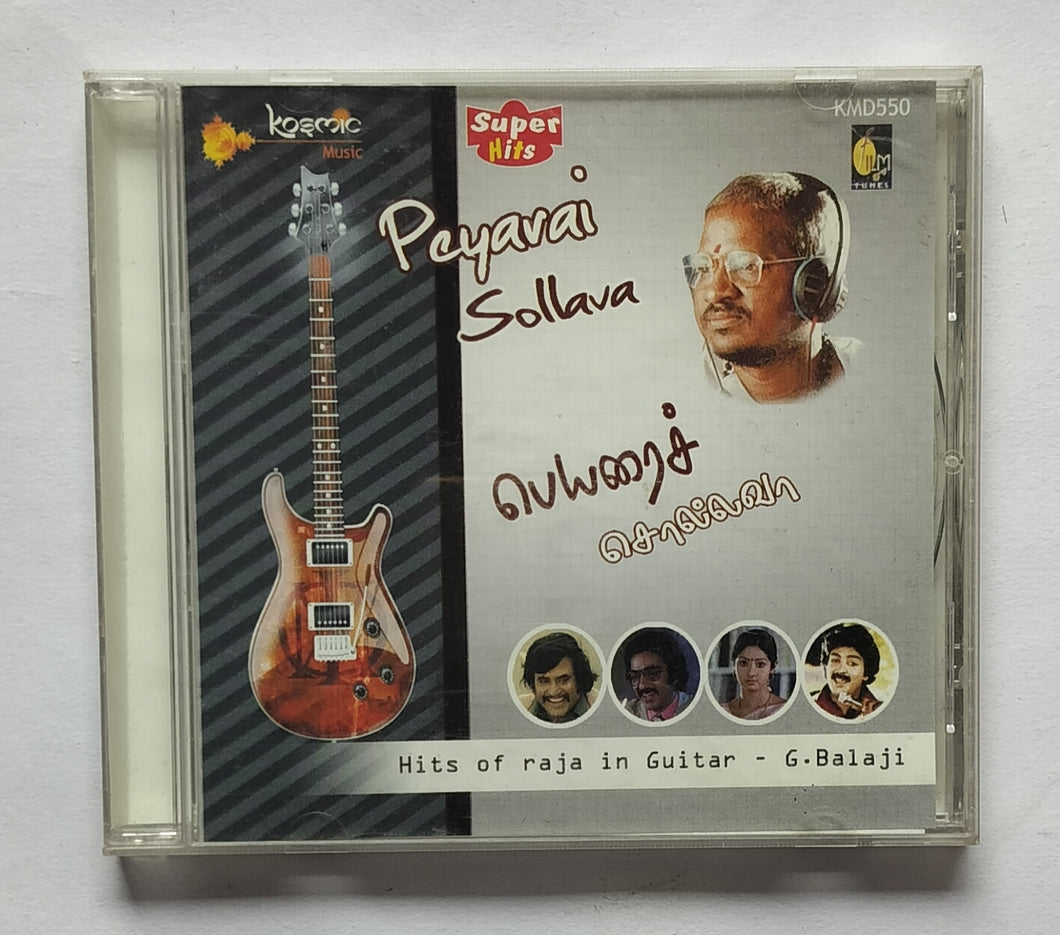 Kosmic
Music
Super
Hits
KMD550
FILM
TUNES
Peyarai
Sollava
பெயரைச்
சொல்லவா
Hits of raja in Guitar - G.Balaji